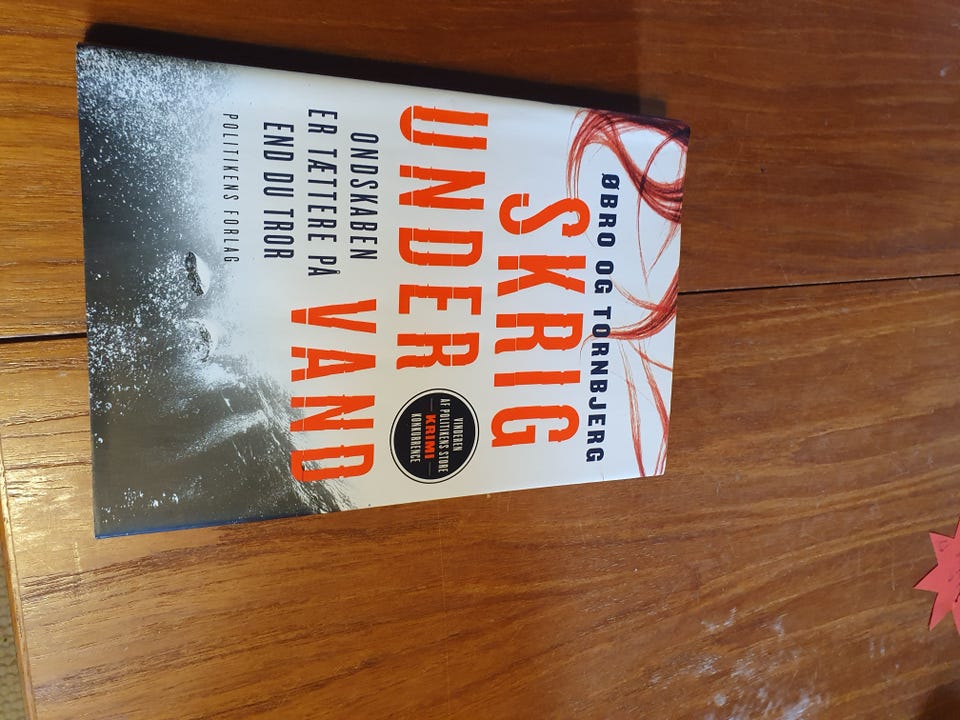 ØBRO OG TORNBJERG
SKRIG
UNDER
VAND
VINDEREN
AF POLITIKENS STORE
KRIMI
KONKURRENCE
ONDSKABEN
ER TÆTTERE PÅ
END DU TROR
POLITIKENS FORLAG